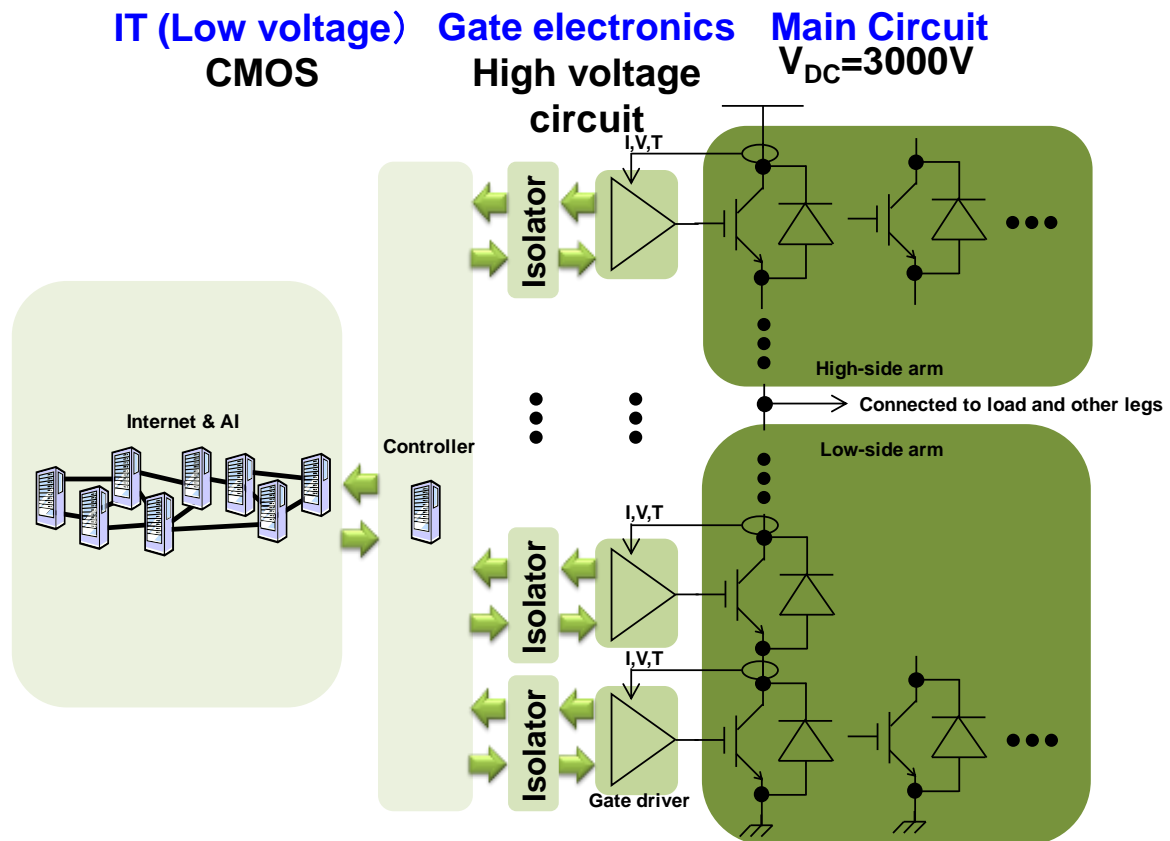 IT (Low voltage）
CMOS
Gate electronics
High voltage
circuit
Main Circuit
V_DC=3000V
I,V,T
Isolator
High-side arm
Connected to load and other legs
Internet & AI
Controller
Low-side arm
I,V,T
Isolator
I,V,T
Isolator
Gate driver